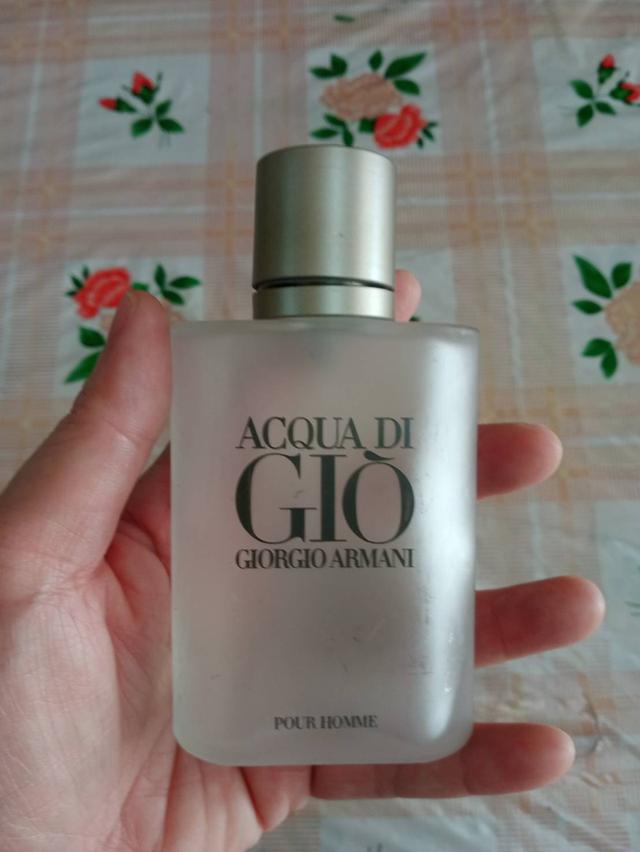 ACQUA DI
GIÒ
GIORGIO ARMANI
POUR HOMME